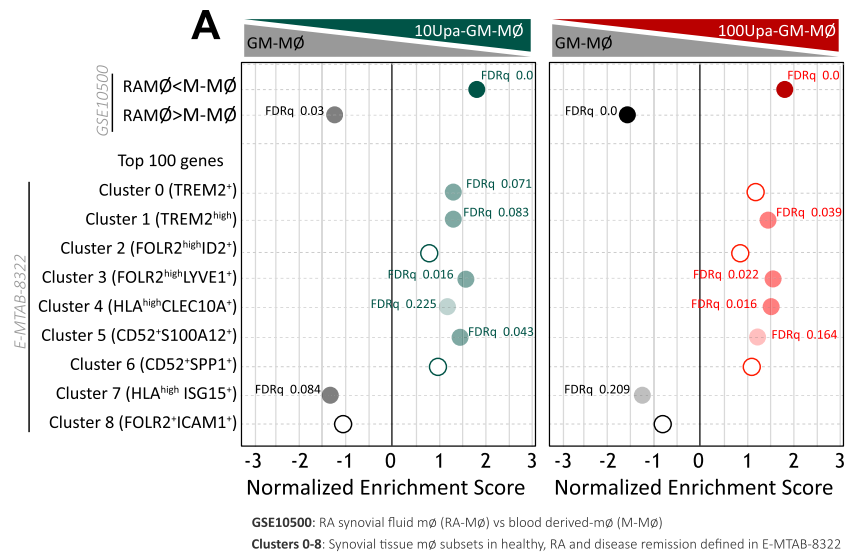 A
GM-MØ
10Upa-GM-MØ
GM-MØ
100Upa-GM-MØ
GSE10500
RAMØ<M-MØ
FDRq 0.0
FDRq 0.0
RAMØ>M-MØ
FDRq 0.03
FDRq 0.0
Top 100 genes
E-MTAB-8322
Cluster 0 (TREM2⁺)
FDRq 0.071
Cluster 1 (TREM2ʰⁱᵍʰ)
FDRq 0.083
FDRq 0.039
Cluster 2 (FOLR2ʰⁱᵍʰID2⁺)
Cluster 3 (FOLR2ʰⁱᵍʰLYVE1⁺)
FDRq 0.016
FDRq 0.022
Cluster 4 (HLAʰⁱᵍʰCLEC10A⁺)
FDRq 0.225
FDRq 0.016
Cluster 5 (CD52⁺S100A12⁺)
FDRq 0.043
FDRq 0.164
Cluster 6 (CD52⁺SPP1⁺)
Cluster 7 (HLAʰⁱᵍʰ ISG15⁺)
FDRq 0.084
FDRq 0.209
Cluster 8 (FOLR2⁺ICAM1⁺)
-3 -2 -1 0 1 2 3
-3 -2 -1 0 1 2 3
Normalized Enrichment Score
Normalized Enrichment Score
GSE10500: RA synovial fluid mø (RA-MØ) vs blood derived-mø (M-MØ)
Clusters 0-8: Synovial tissue mø subsets in healthy, RA and disease remission defined in E-MTAB-8322